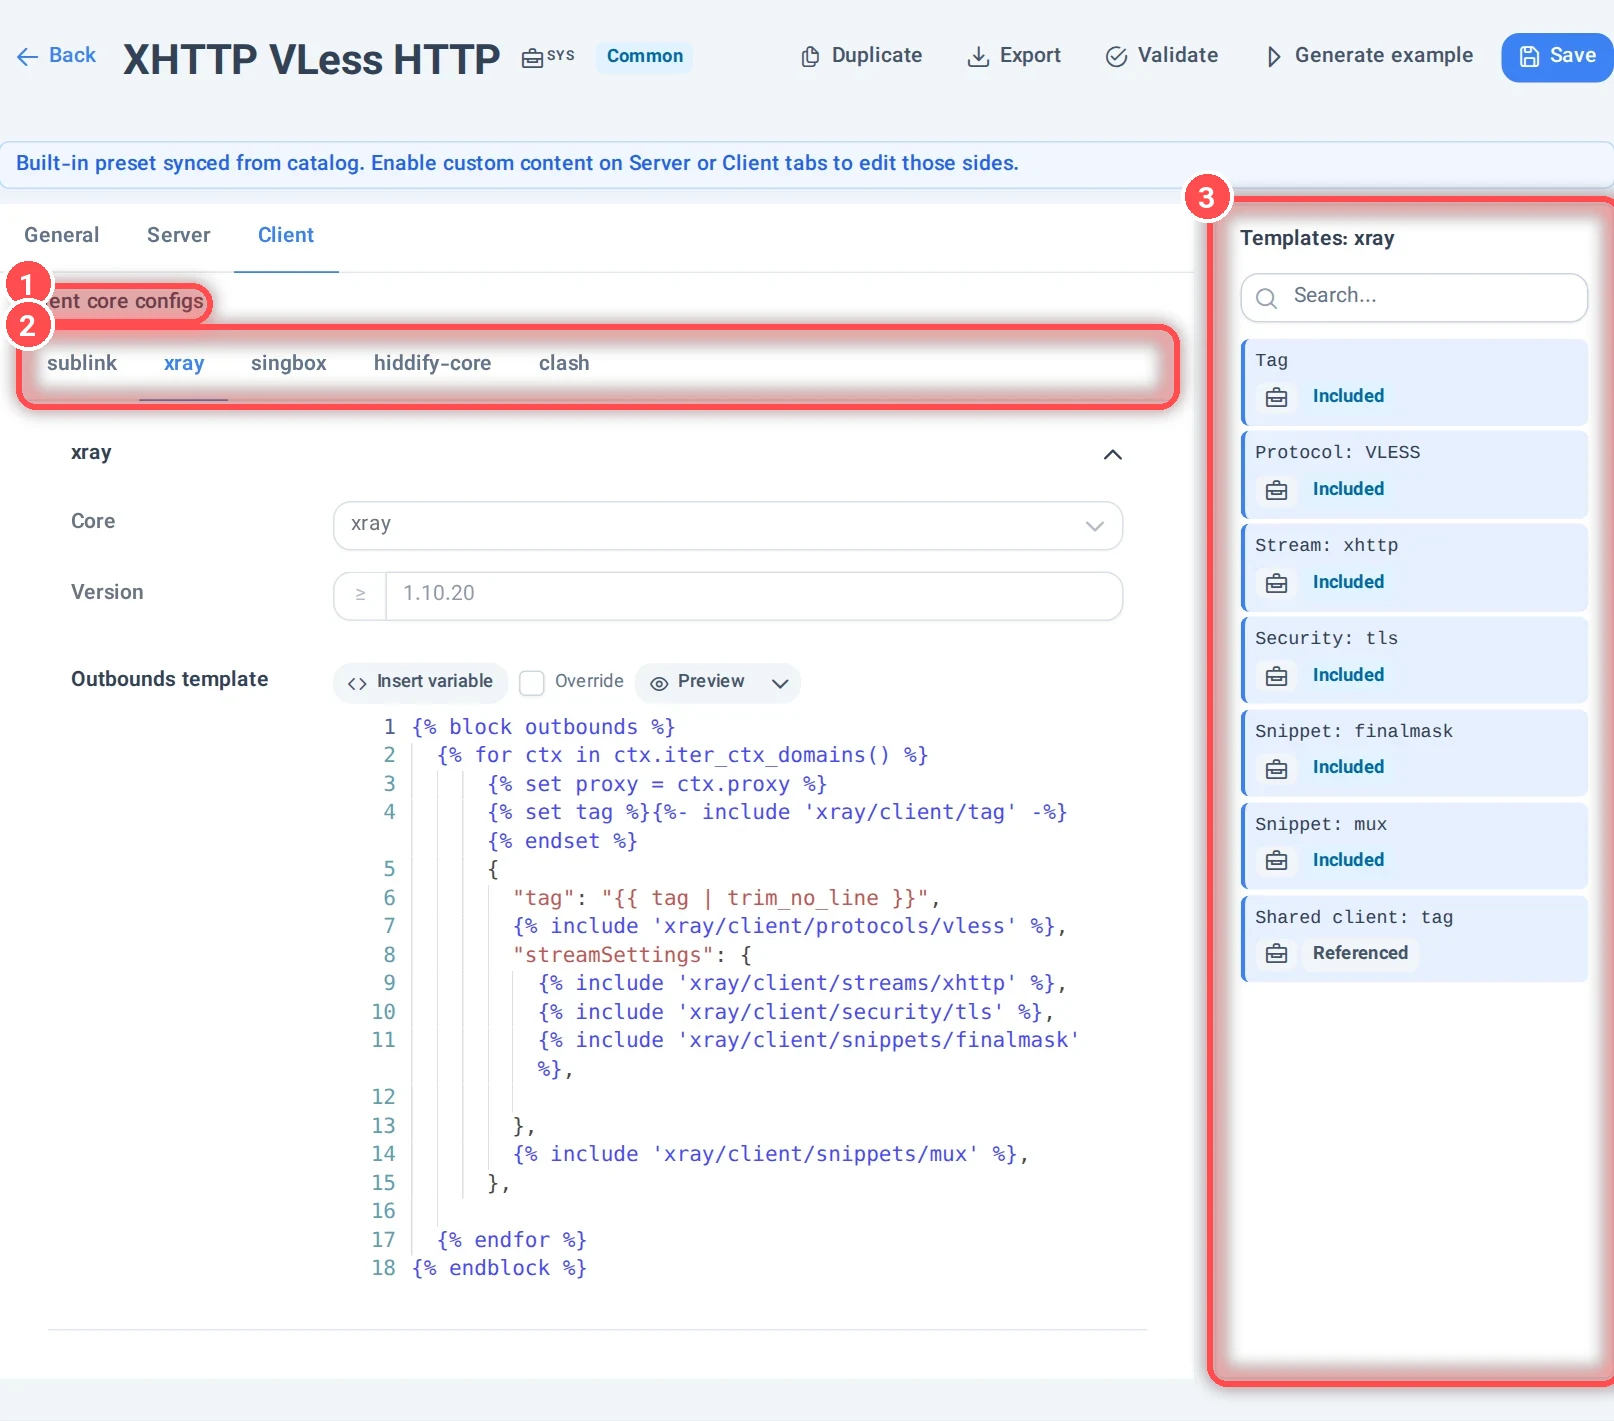 Back
XHTTP VLess HTTP
SYS
Common
Duplicate
Export
Validate
Generate example
Save
Built-in preset synced from catalog. Enable custom content on Server or Client tabs to edit those sides.
General
Server
Client
1
ent core configs
2
sublink
xray
singbox
hiddify-core
clash
xray
Core
xray
Version
≥
1.10.20
Outbounds template
<> Insert variable
Override
Preview
1 {% block outbounds %}
2 {% for ctx in ctx.iter_ctx_domains() %}
3 {% set proxy = ctx.proxy %}
4 {% set tag %}{%- include 'xray/client/tag' -%}
{% endset %}
5 {
6 "tag": "{{ tag | trim_no_line }}",
7 {% include 'xray/client/protocols/vless' %},
8 "streamSettings": {
9 {% include 'xray/client/streams/xhttp' %},
10 {% include 'xray/client/security/tls' %},
11 {% include 'xray/client/snippets/finalmask'
%},
12
13 },
14 {% include 'xray/client/snippets/mux' %},
15 },
16
17 {% endfor %}
18 {% endblock %}
3
Templates: xray
Search...
Tag
Included
Protocol: VLESS
Included
Stream: xhttp
Included
Security: tls
Included
Snippet: finalmask
Included
Snippet: mux
Included
Shared client: tag
Referenced